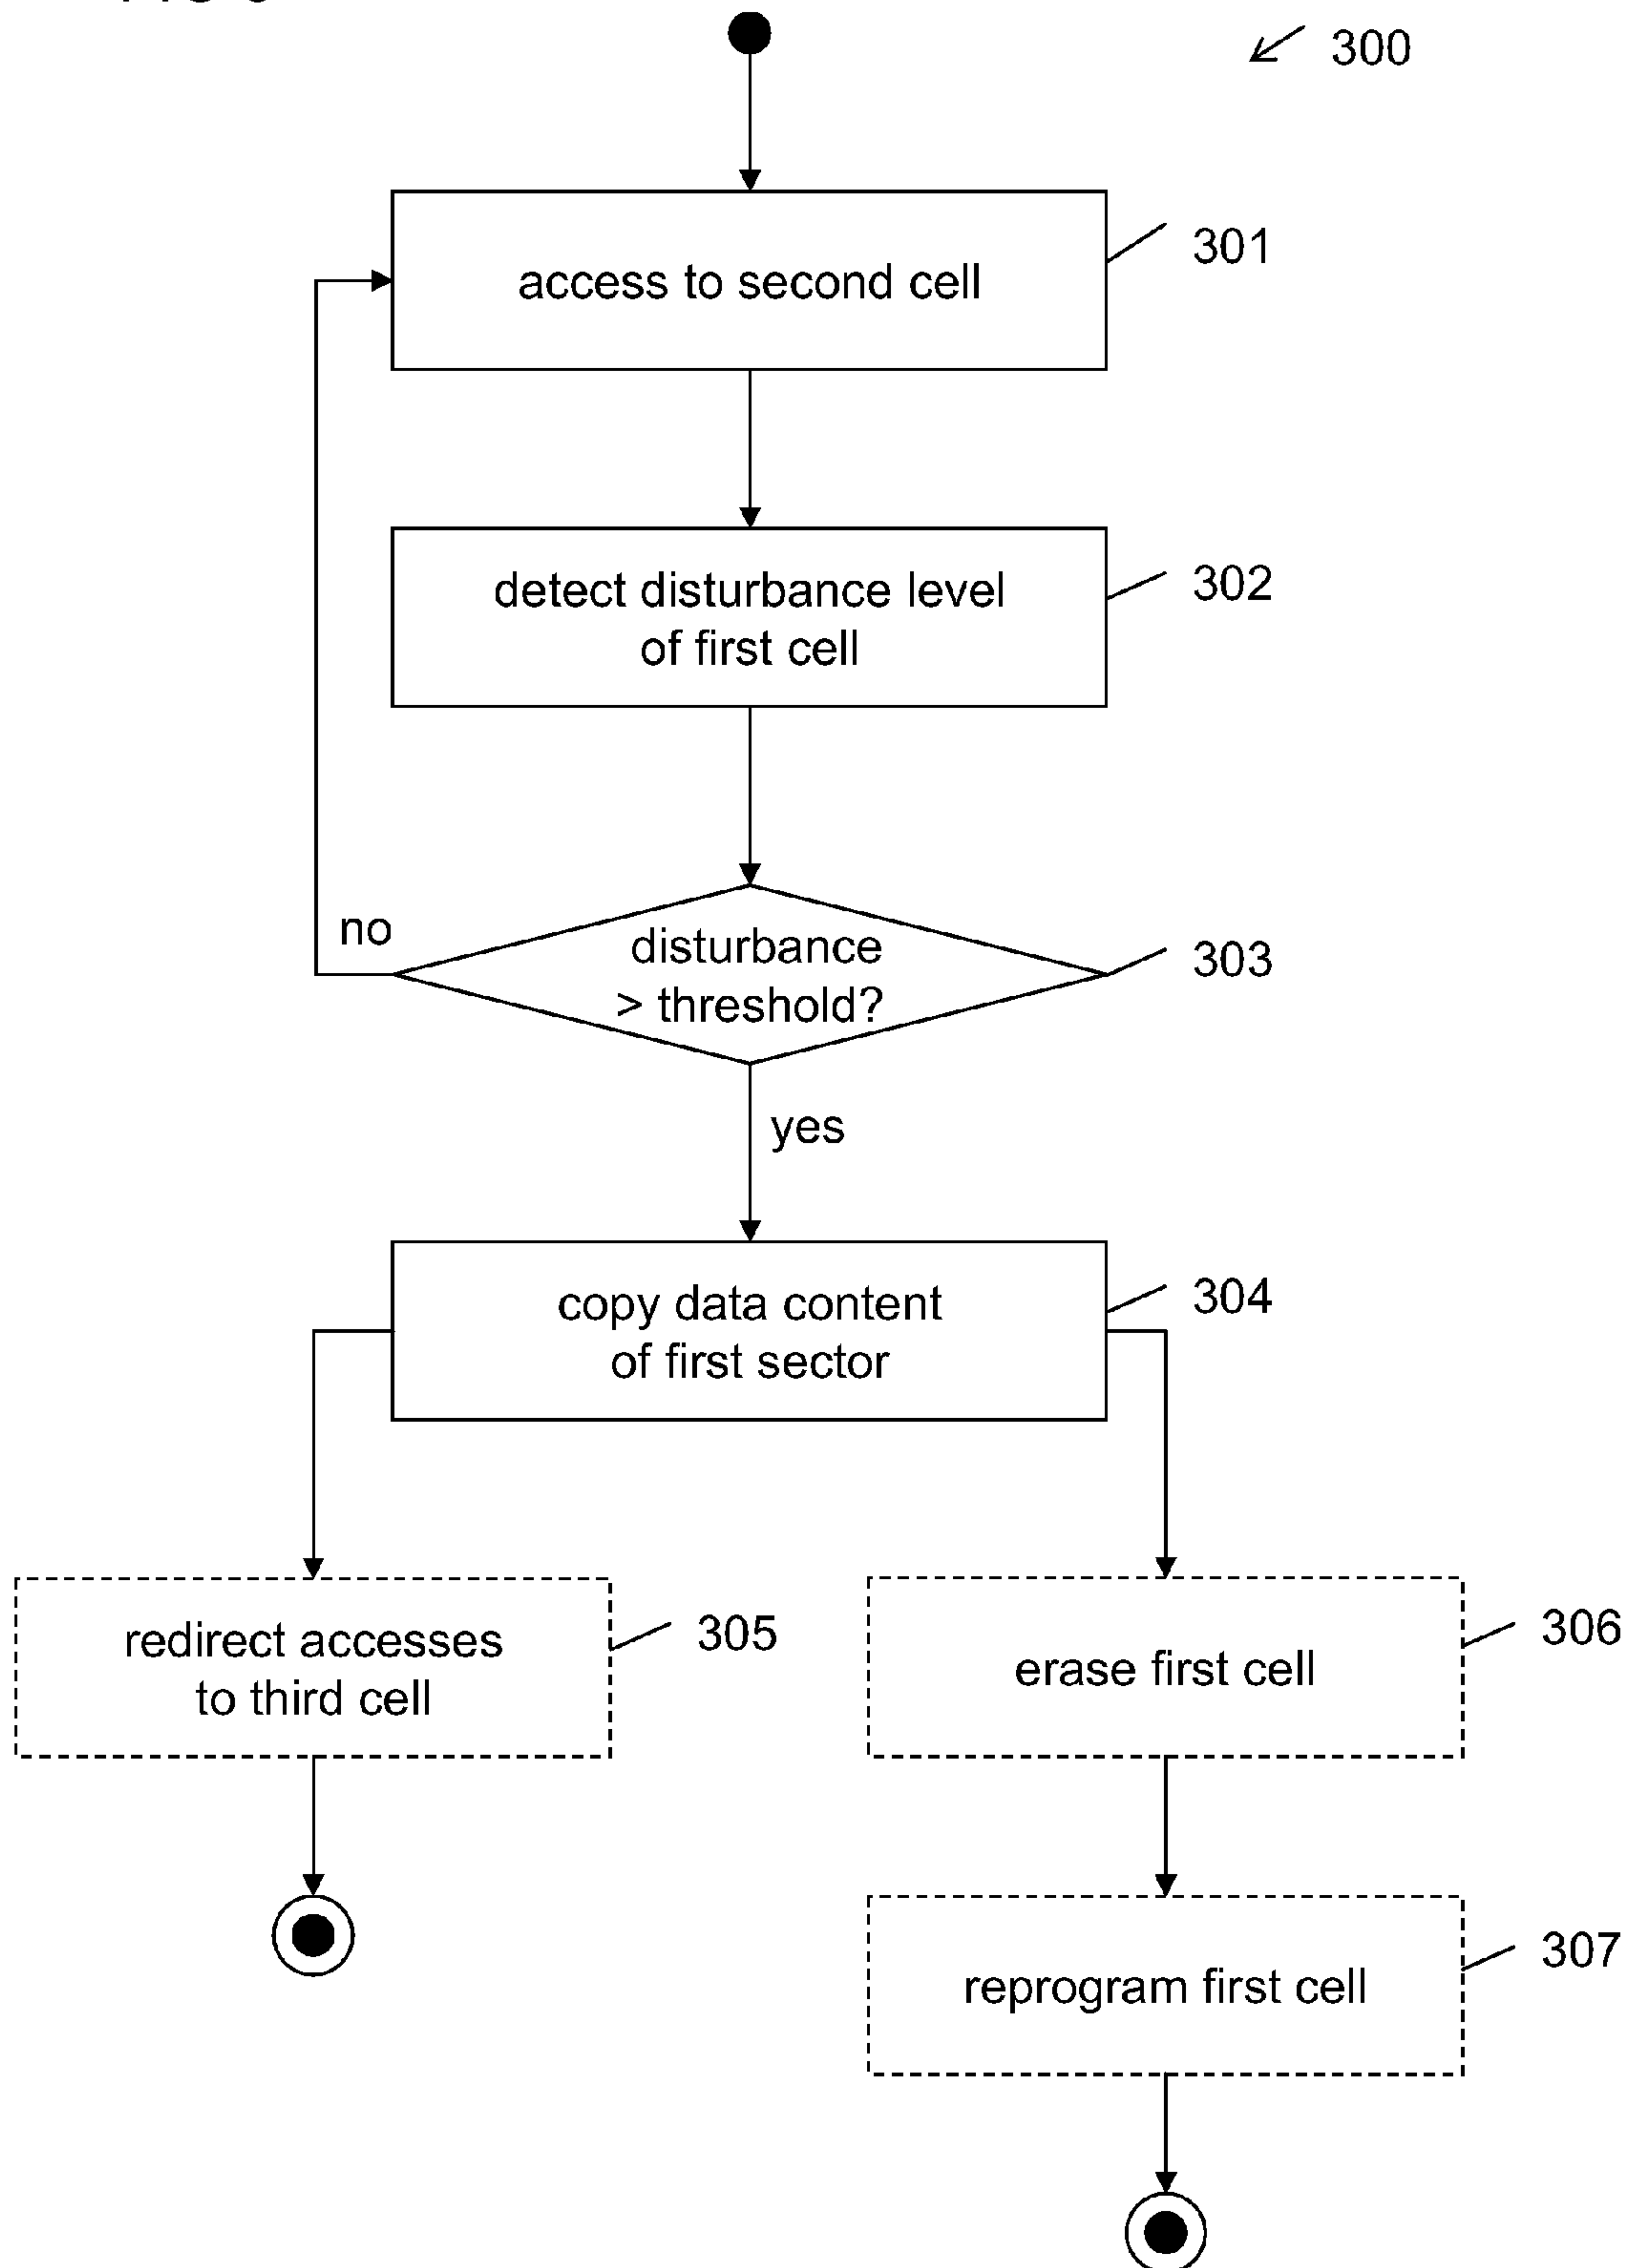 300
access to second cell
301
detect disturbance level
of first cell
302
no
disturbance
> threshold?
303
yes
copy data content
of first sector
304
redirect accesses
to third cell
305
erase first cell
306
reprogram first cell
307